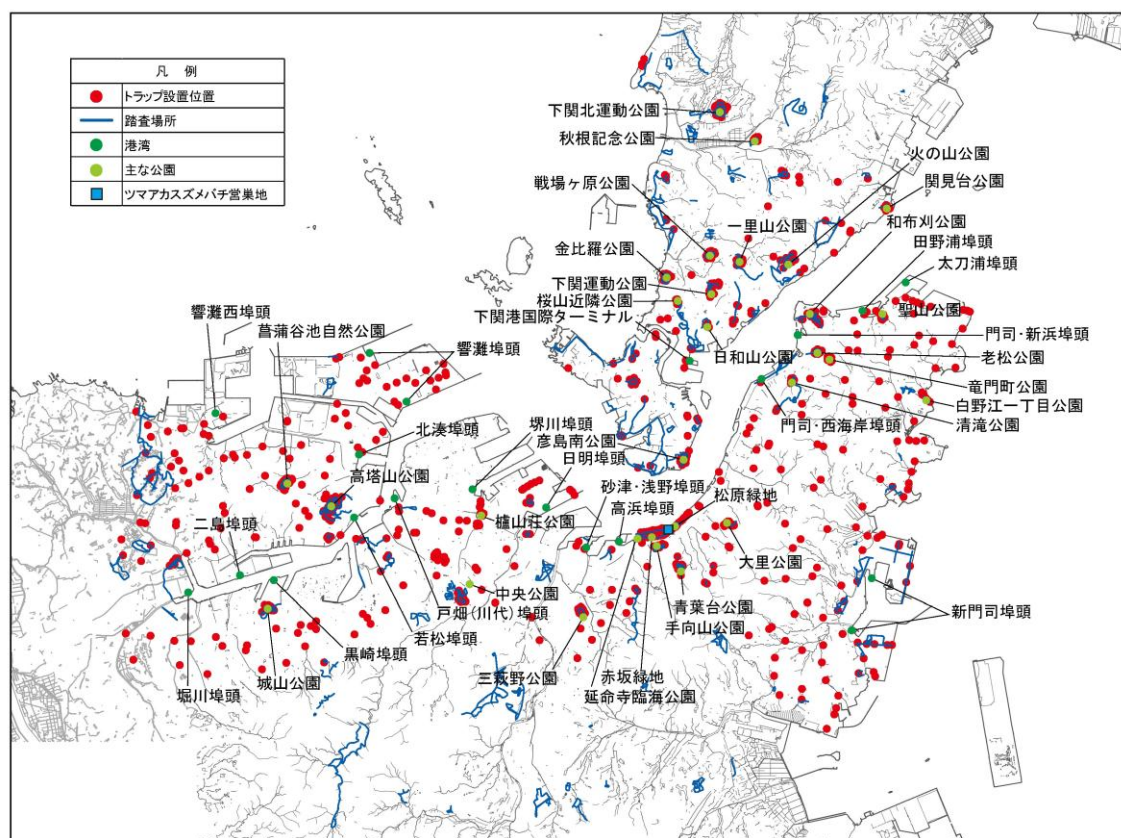 凡 例
トラップ設置位置
踏査場所
港湾
主な公園
ツマアカスズメバチ営巣地
下関北運動公園
秋根記念公園
火の山公園
戦場ヶ原公園
関見台公園
一里山公園
和布刈公園
金比羅公園
田野浦埠頭
太刀浦埠頭
下関運動公園
桜山近隣公園
聖山公園
下関港国際ターミナル
響灘西埠頭
菖蒲谷池自然公園
響灘埠頭
日和山公園
門司・新浜埠頭
老松公園
竜門町公園
白野江一丁目公園
清滝公園
門司・西海岸埠頭
堺川埠頭
北湊埠頭
彦島南公園
日明埠頭
高塔山公園
砂津・浅野埠頭
松原緑地
高浜埠頭
二島埠頭
櫨山荘公園
大里公園
中央公園
青葉台公園
戸畑(川代)埠頭
手向山公園
新門司埠頭
若松埠頭
黒崎埠頭
三萩野公園
赤坂緑地
城山公園
堀川埠頭
延命寺臨海公園